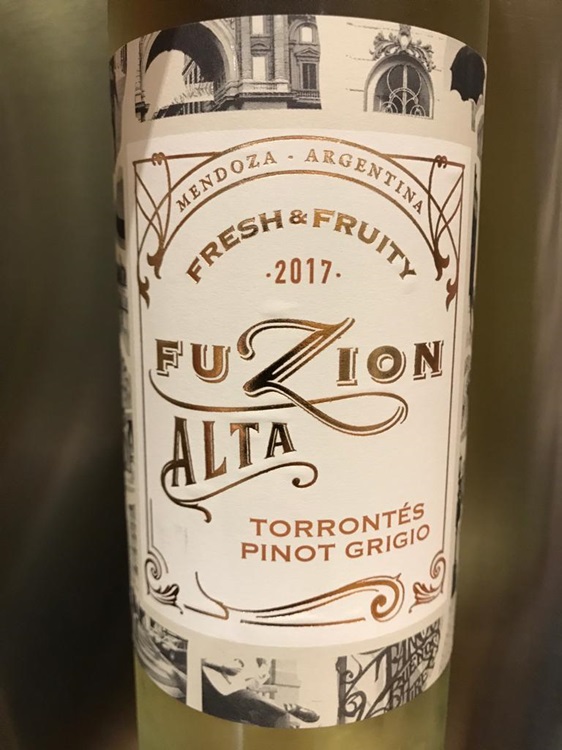 MENDOZA - ARGENTINA
FRESH & FRUITY
·2017·
FUZION
ALTA
TORRONTÉS
PINOT GRIGIO